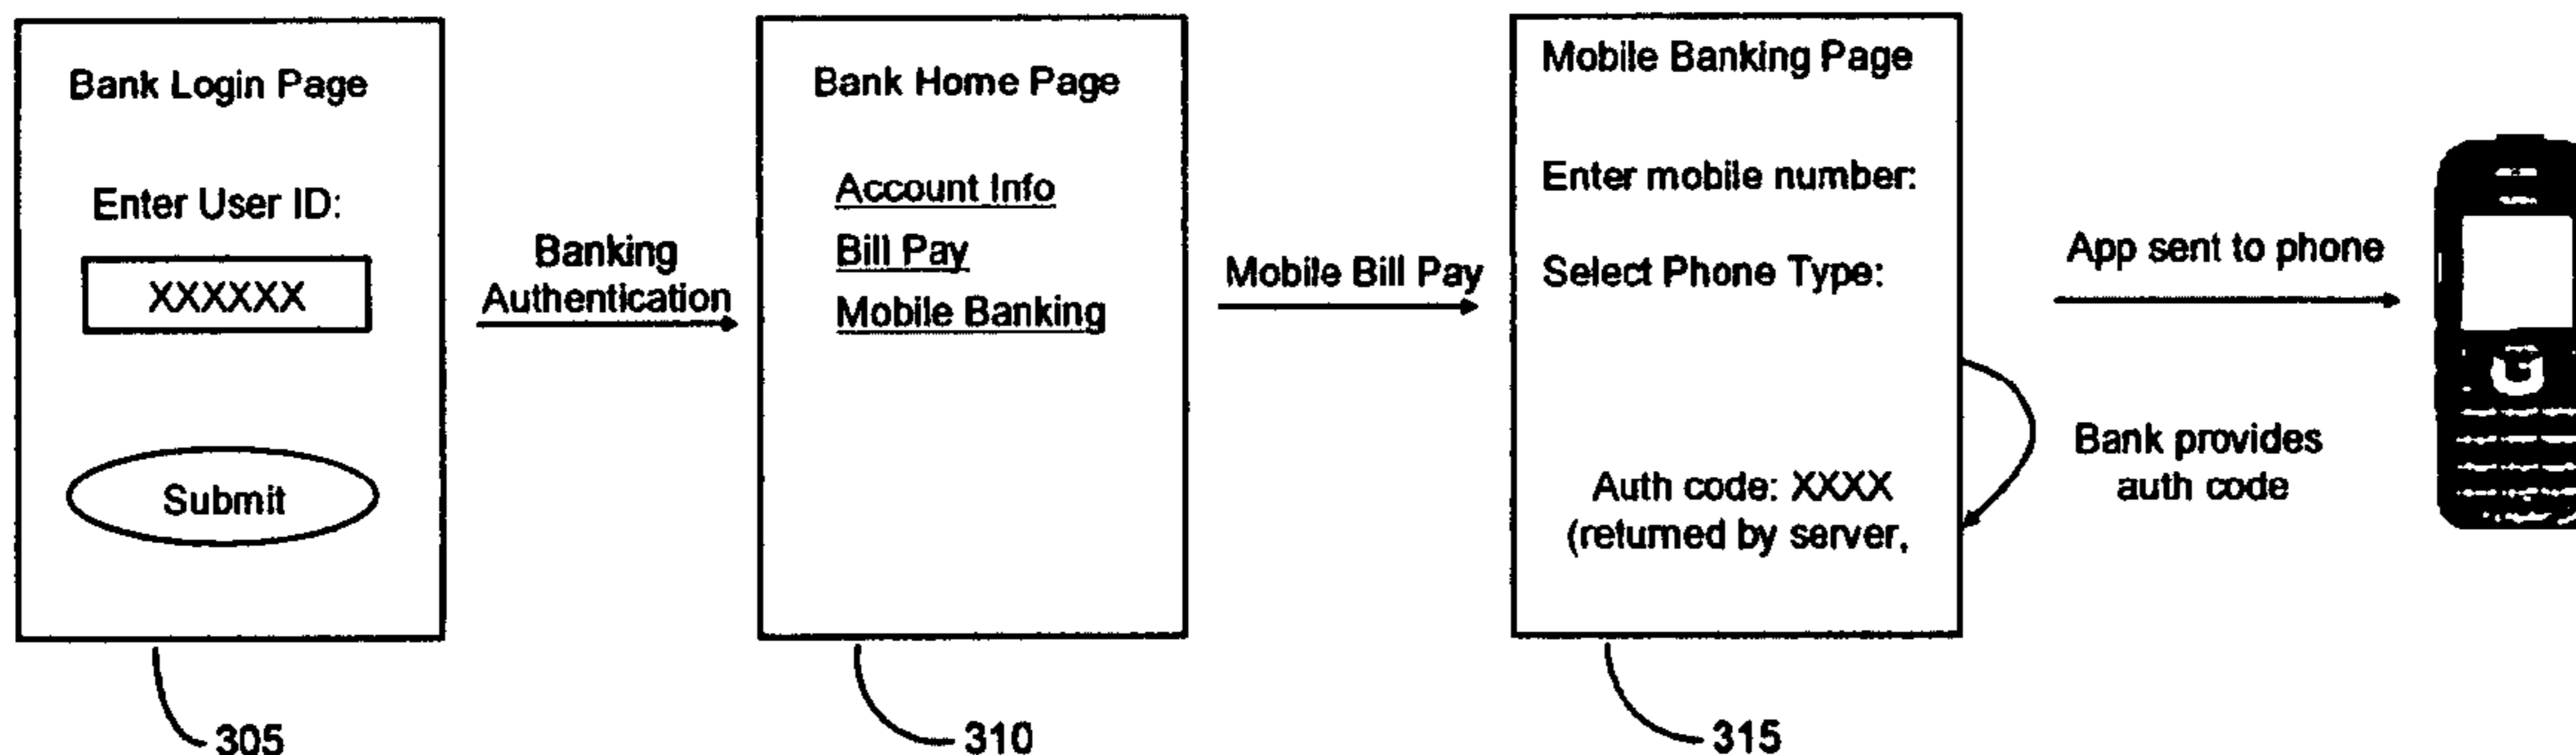 Bank Login Page
Enter User ID:
XXXXXX
Submit
305
Banking
Authentication
Bank Home Page
Account Info
Bill Pay
Mobile Banking
310
Mobile Bill Pay
Mobile Banking Page
Enter mobile number:
Select Phone Type:
Auth code: XXXX
(returned by server,
315
App sent to phone
Bank provides
auth code